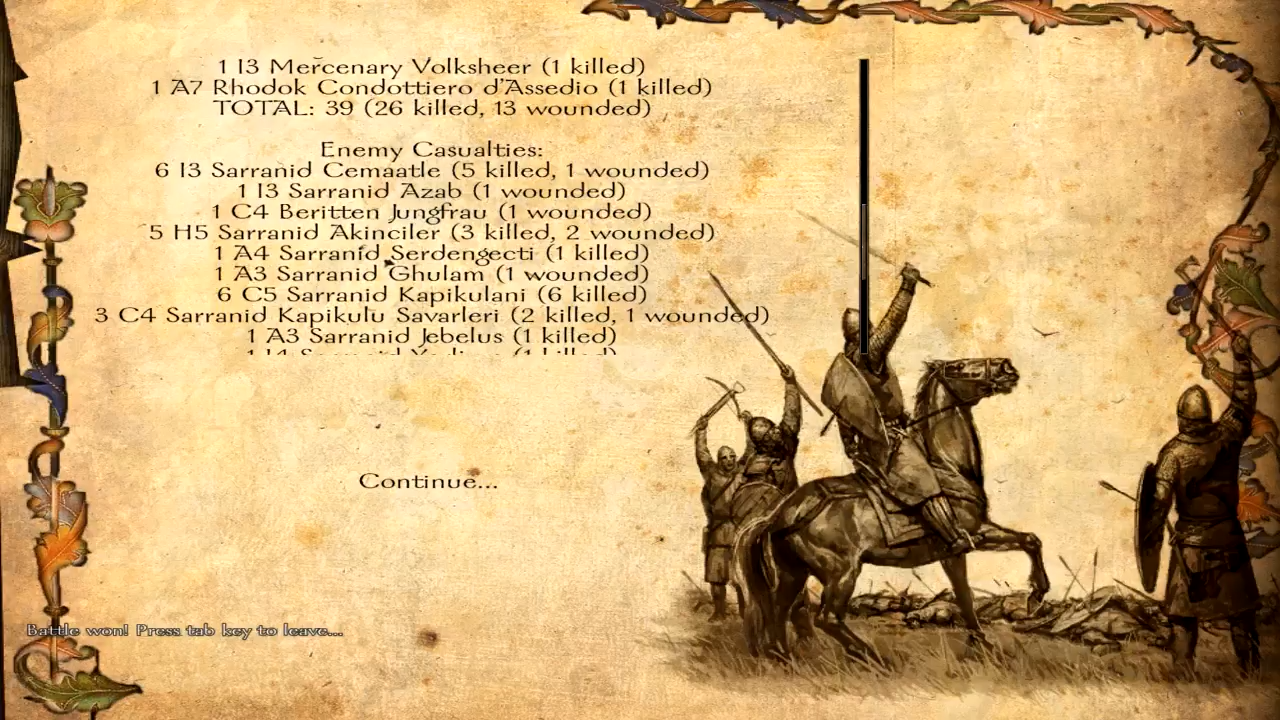 1 I3 Mercenary Volksheer (1 killed)
1 A7 Rhodok Condottiero d'Assedio (1 killed)
TOTAL: 39 (26 killed, 13 wounded)
Enemy Casualties:
6 I3 Sarranid Cemaatle (5 killed, 1 wounded)
1 I3 Sarranid Azab (1 wounded)
1 C4 Beritten Jungfrau (1 wounded)
5 H5 Sarranid Akinciler (3 killed, 2 wounded)
1 A4 Sarranid Serdengecti (1 killed)
1 A3 Sarranid Ghulam (1 wounded)
6 C5 Sarranid Kapikulani (6 killed)
3 C4 Sarranid Kapikulu Savarleri (2 killed, 1 wounded)
1 A3 Sarranid Jebelus (1 killed)
Sarranid (1 killed)
Continue...
Battle won! Press tab key to leave...